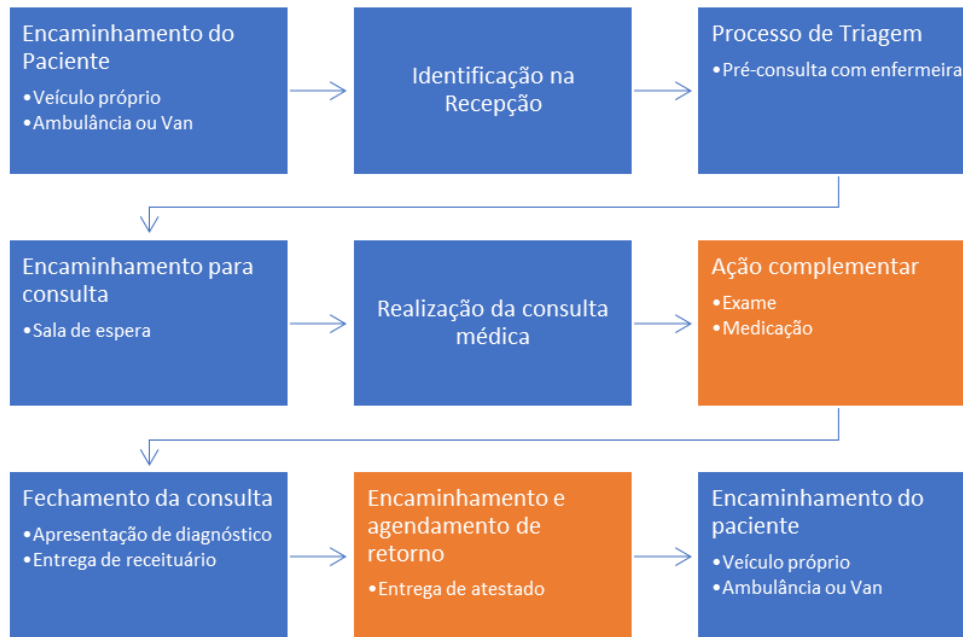 Encaminhamento do
Paciente
•Veículo próprio
•Ambulância ou Van
Identificação na
Recepção
Processo de Triagem
•Pré-consulta com enfermeira
Encaminhamento para
consulta
•Sala de espera
Realização da consulta
médica
Ação complementar
•Exame
•Medicação
Fechamento da consulta
•Apresentação de diagnóstico
•Entrega de receituário
Encaminhamento e
agendamento de
retorno
•Entrega de atestado
Encaminhamento do
paciente
•Veículo próprio
•Ambulância ou Van